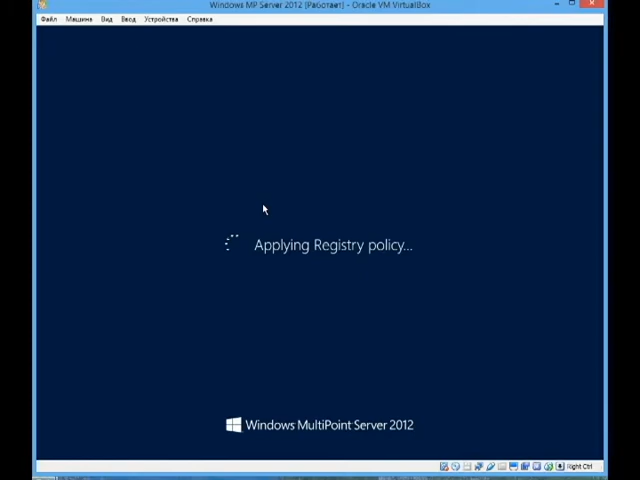 Windows MP Server 2012 [Работает] - Oracle VM VirtualBox
Файл Машина Вид Ввод Устройства Справка
Applying Registry policy...
Windows MultiPoint Server 2012
Right Ctrl